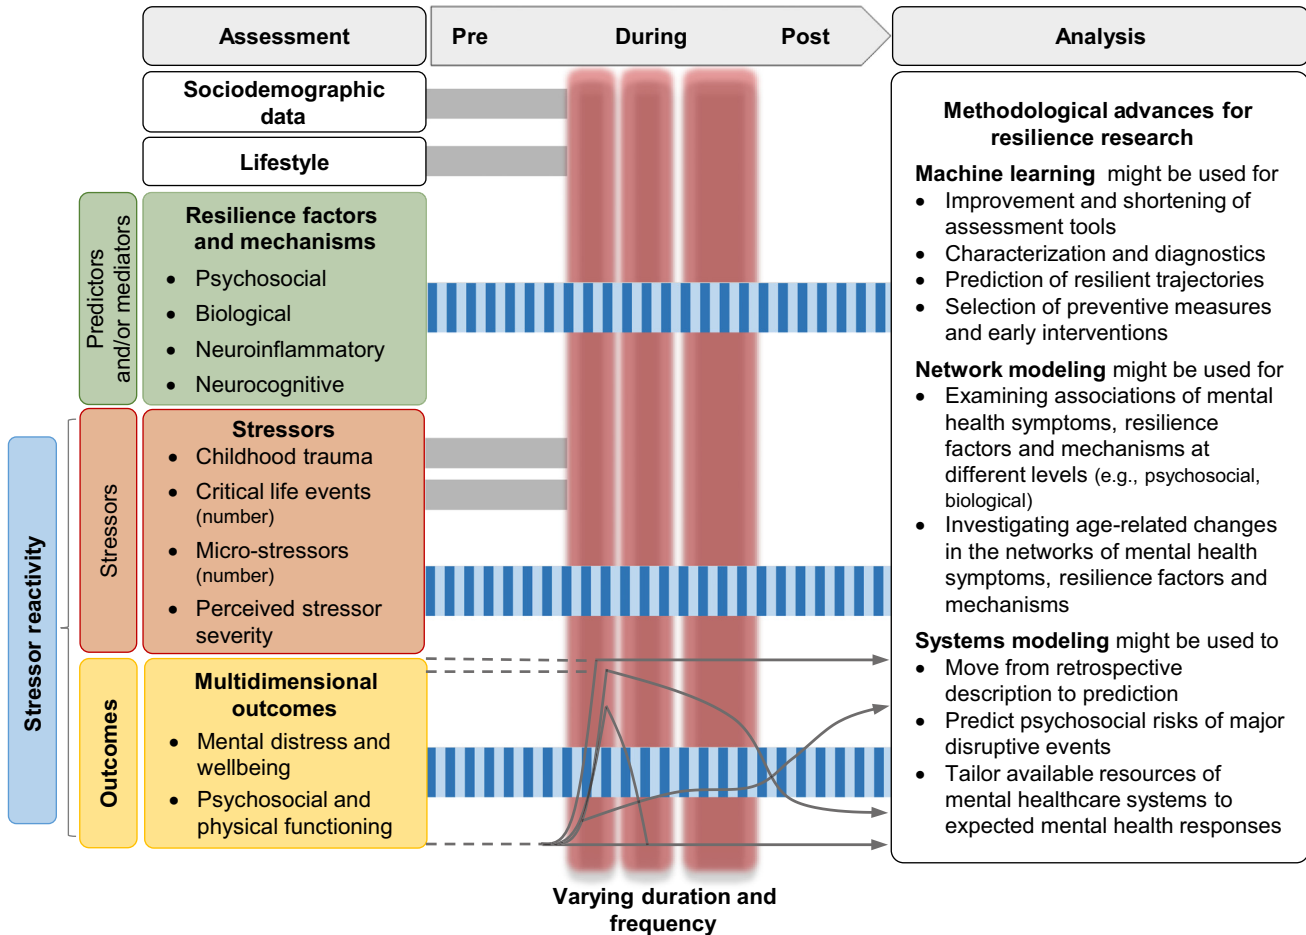 Assessment
Pre
During
Post
Analysis
Sociodemographic
data
Lifestyle
Predictors
and/or mediators
Resilience factors
and mechanisms
• Psychosocial
• Biological
• Neuroinflammatory
• Neurocognitive
Stressor reactivity
Stressors
Stressors
• Childhood trauma
• Critical life events
(number)
• Micro-stressors
(number)
• Perceived stressor
severity
Outcomes
Multidimensional
outcomes
• Mental distress and
wellbeing
• Psychosocial and
physical functioning
Varying duration and
frequency
Methodological advances for
resilience research
Machine learning might be used for
• Improvement and shortening of
assessment tools
• Characterization and diagnostics
• Prediction of resilient trajectories
• Selection of preventive measures
and early interventions
Network modeling might be used for
• Examining associations of mental
health symptoms, resilience
factors and mechanisms at
different levels (e.g., psychosocial,
biological)
• Investigating age-related changes
in the networks of mental health
symptoms, resilience factors and
mechanisms
Systems modeling might be used to
• Move from retrospective
description to prediction
• Predict psychosocial risks of major
disruptive events
• Tailor available resources of
mental healthcare systems to
expected mental health responses